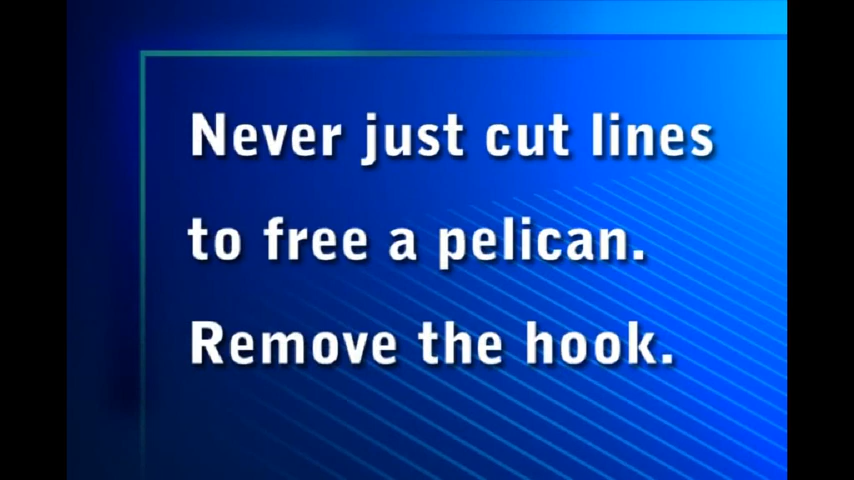 Never just cut lines
to free a pelican.
Remove the hook.